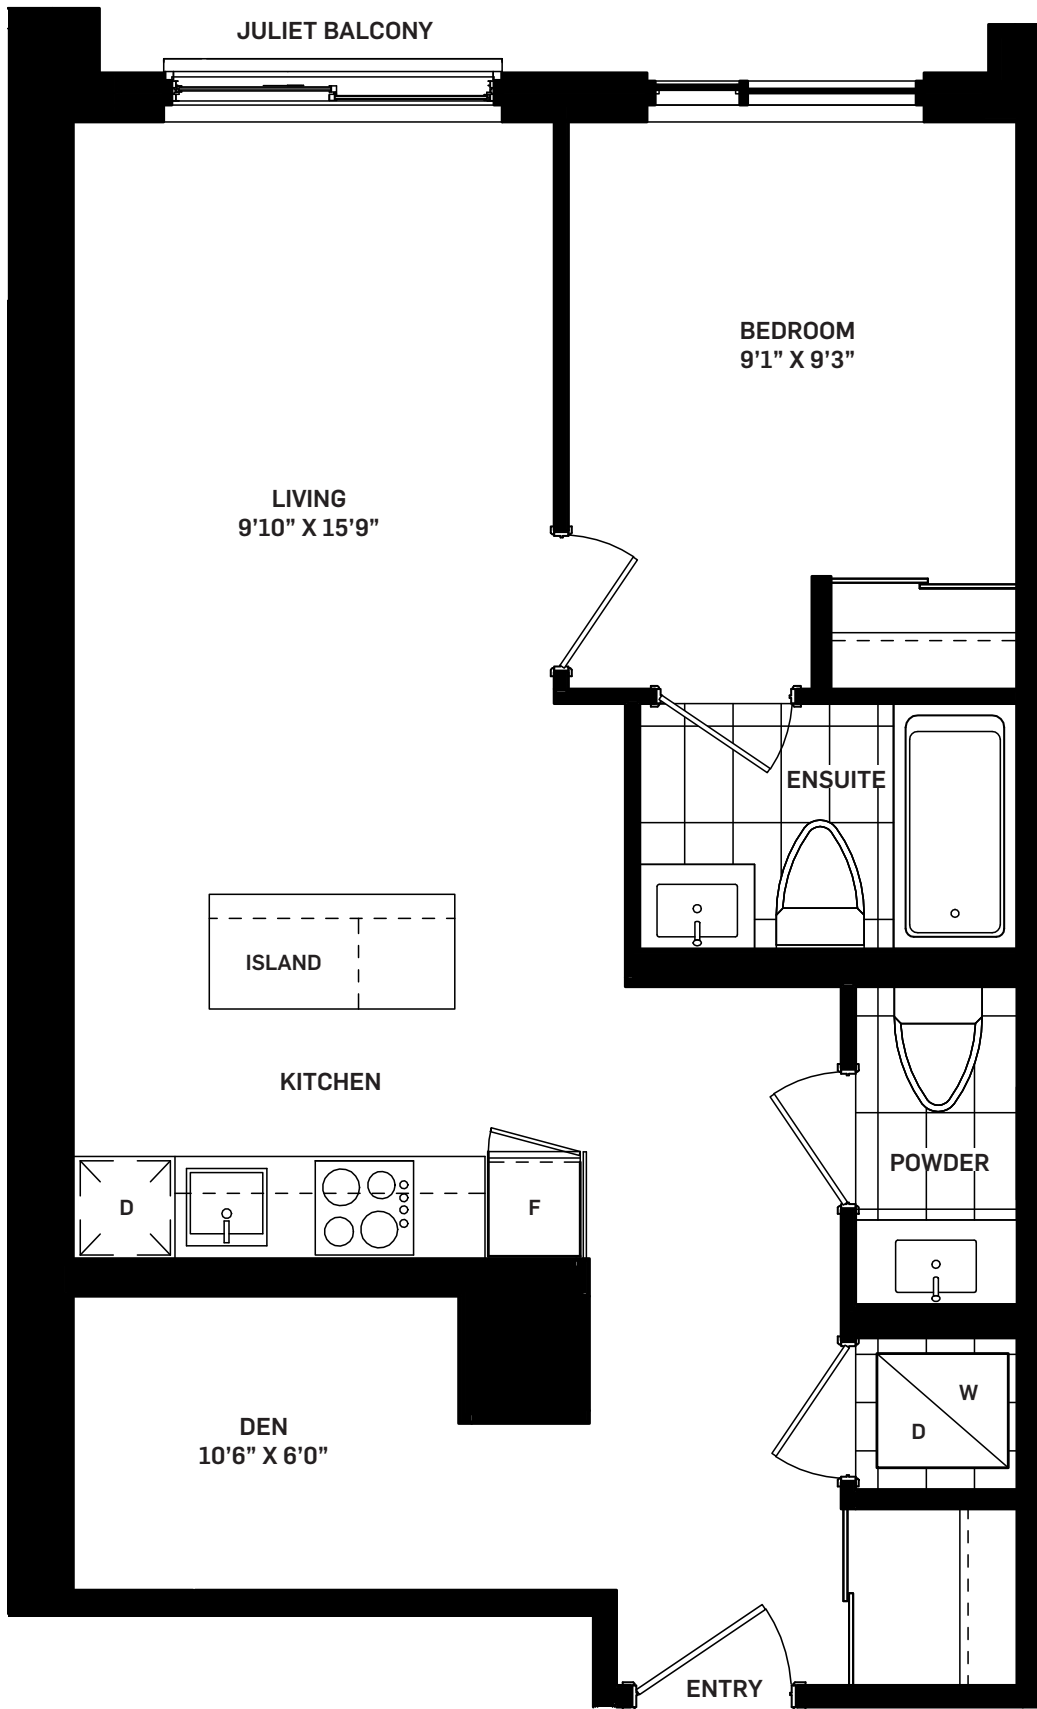 JULIET BALCONY
BEDROOM
9’1” X 9’3”
LIVING
9’10” X 15’9”
ENSUITE
ISLAND
KITCHEN
POWDER
D
F
W
D
DEN
10’6” X 6’0”
ENTRY